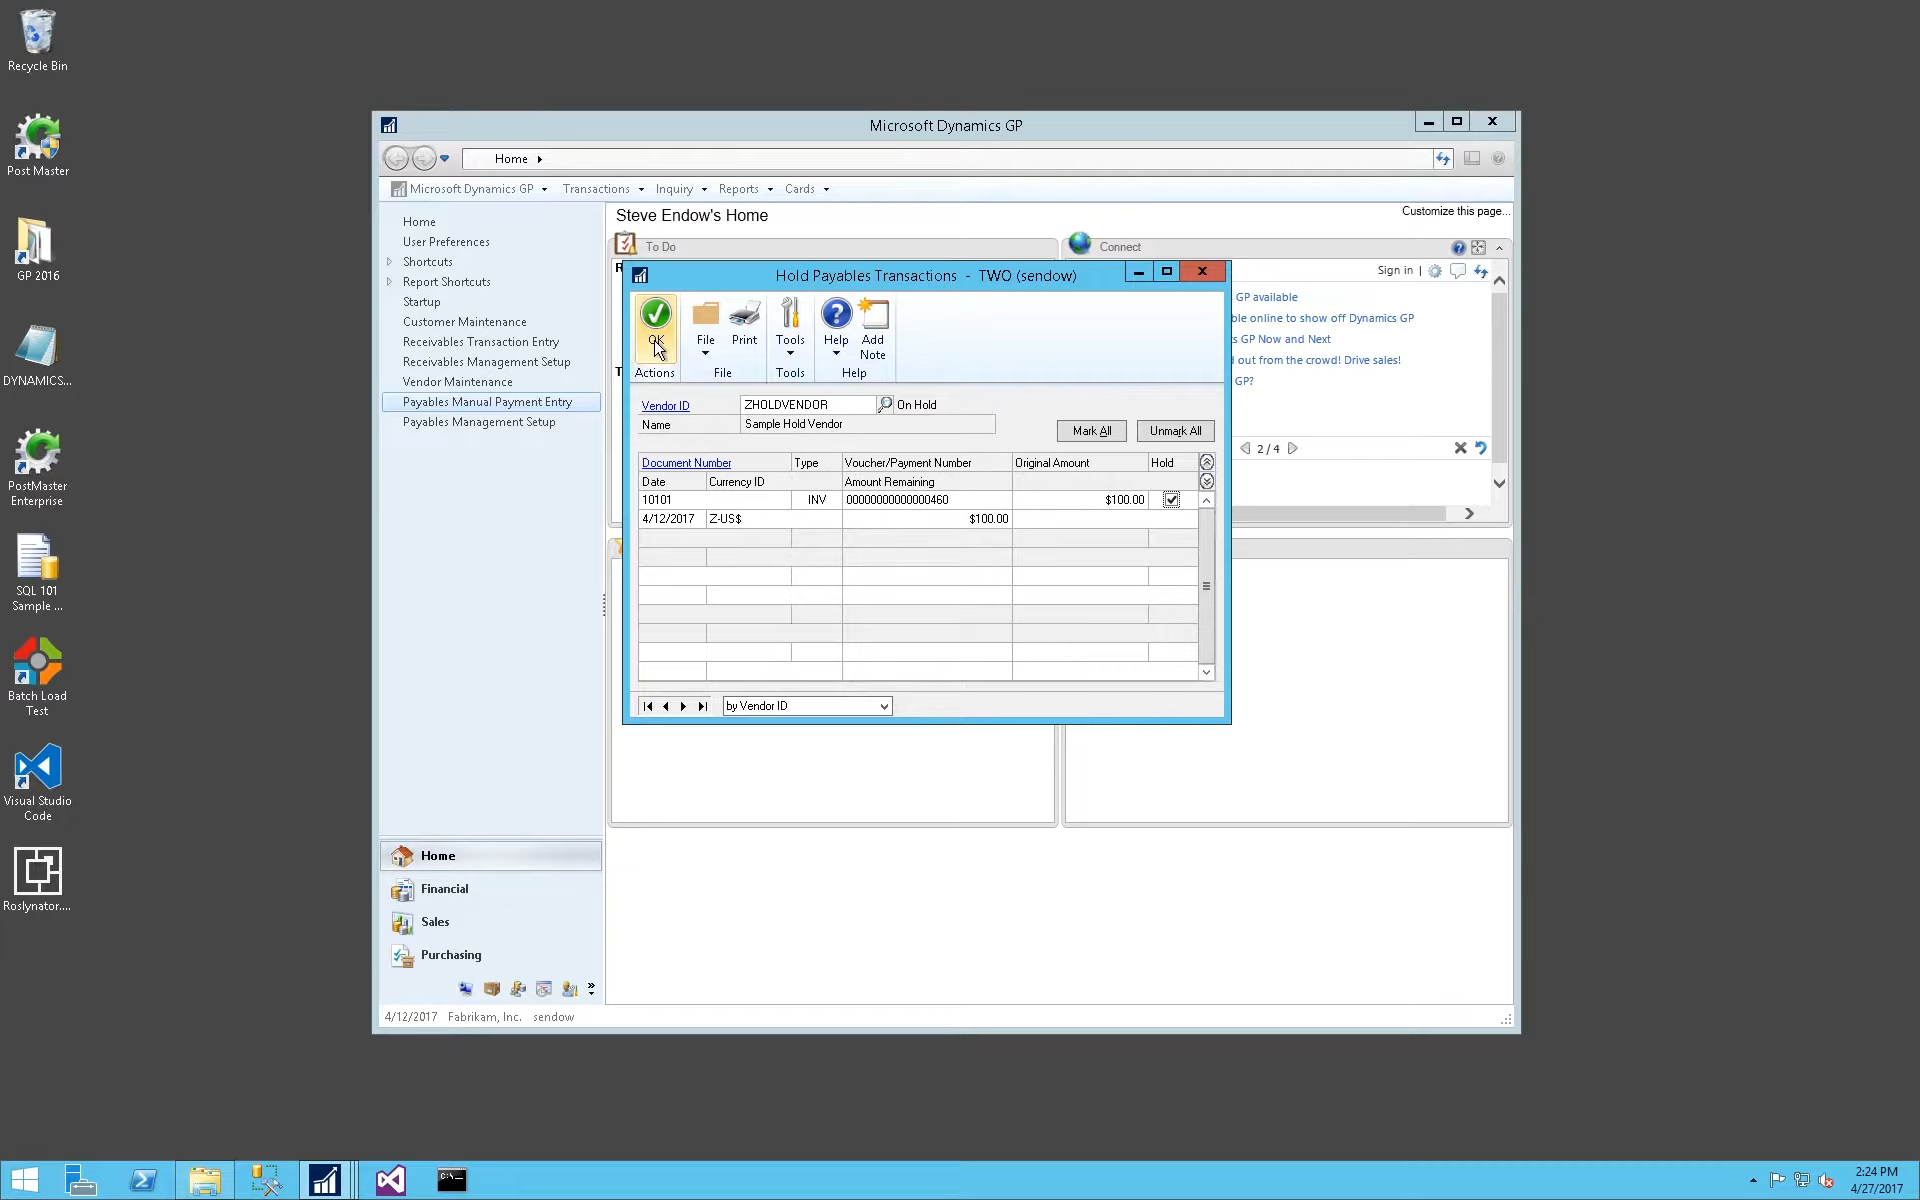 Recycle Bin
Post Master
GP 2016
DYNAMICS...
PostMaster
Enterprise
SQL 101
Sample ...
Batch Load
Test
Visual Studio
Code
Roslynator....
Microsoft Dynamics GP
Home
Microsoft Dynamics GP Transactions Inquiry Reports Cards
Home
User Preferences
Shortcuts
Report Shortcuts
Startup
Customer Maintenance
Receivables Transaction Entry
Receivables Management Setup
Vendor Maintenance
Payables Manual Payment Entry
Payables Management Setup
Home
Financial
Sales
Purchasing
4/12/2017 Fabrikam, Inc. sendow
Steve Endow's Home
Customize this page...
To Do
Connect
Sign in |
GP available
ble online to show off Dynamics GP
s GP Now and Next
d out from the crowd! Drive sales!
GP?
2 / 4
Hold Payables Transactions - TWO (sendow)
OK File Print Tools Help Add
Note
Actions File Tools Help
Vendor ID ZHOLDVENDOR On Hold
Name Sample Hold Vendor
Mark All Unmark All
Document Number Type Voucher/Payment Number Original Amount Hold
Date Currency ID Amount Remaining
10101 INV 00000000000000460 $100.00
4/12/2017 Z-US$ $100.00
by Vendor ID
C:\_
2:24 PM
4/27/2017